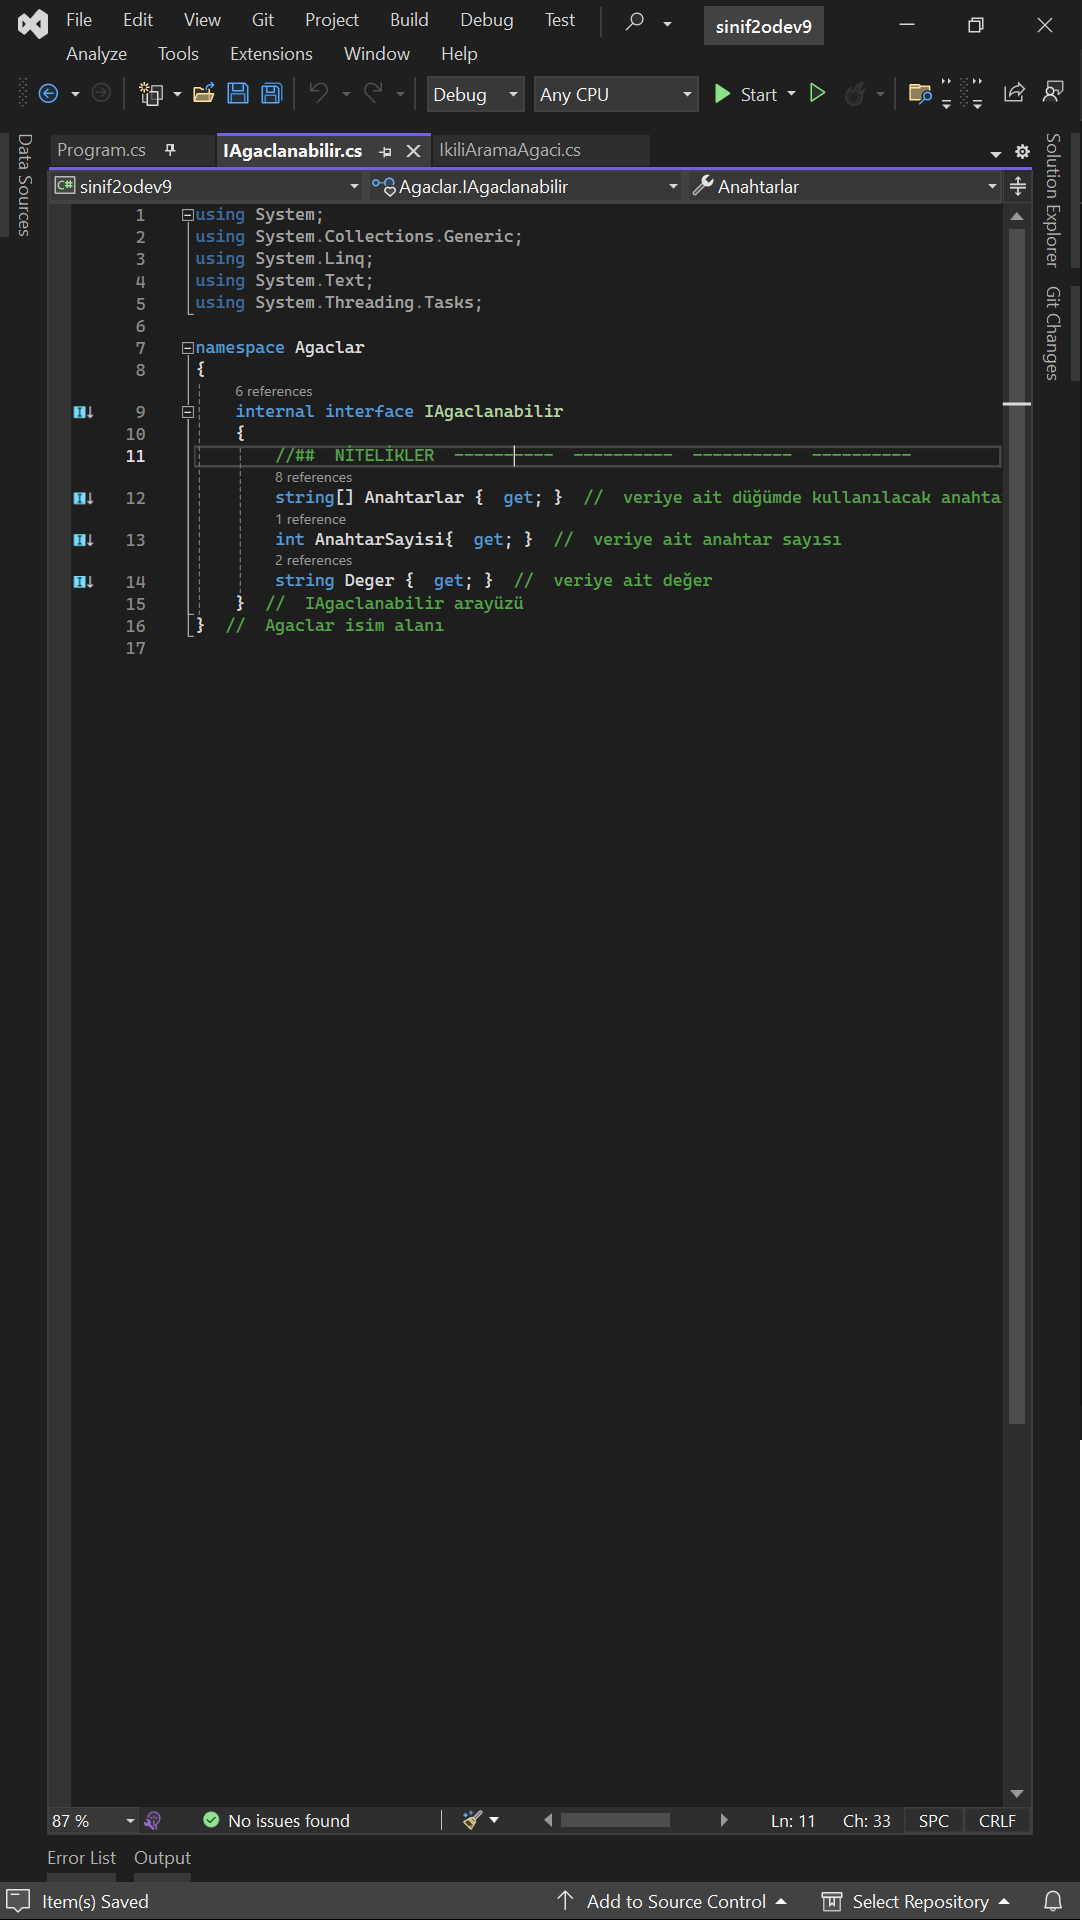 File Edit View Git Project Build Debug Test sinif2odev9
Analyze Tools Extensions Window Help
Debug Any CPU Start
Data Sources
Program.cs IAgaclanabilir.cs IkiliAramaAgaci.cs
Solution Explorer
Git Changes
C# sinif2odev9 Agaclar.IAgaclanabilir Anahtarlar
1 using System;
2 using System.Collections.Generic;
3 using System.Linq;
4 using System.Text;
5 using System.Threading.Tasks;
6
7 namespace Agaclar
8 {
6 references
9 internal interface IAgaclanabilir
10 {
11 //##  NİTELİKLER  ----------  ----------  ----------  ----------
8 references
12 string[] Anahtarlar {  get; }  //  veriye ait düğümde kullanılacak anahta
1 reference
13 int AnahtarSayisi{  get; }  //  veriye ait anahtar sayısı
2 references
14 string Deger {  get; }  //  veriye ait değer
15 }  //  IAgaclanabilir arayüzü
16 }  //  Agaclar isim alanı
17
87 % No issues found Ln: 11 Ch: 33 SPC CRLF
Error List Output
Item(s) Saved Add to Source Control Select Repository